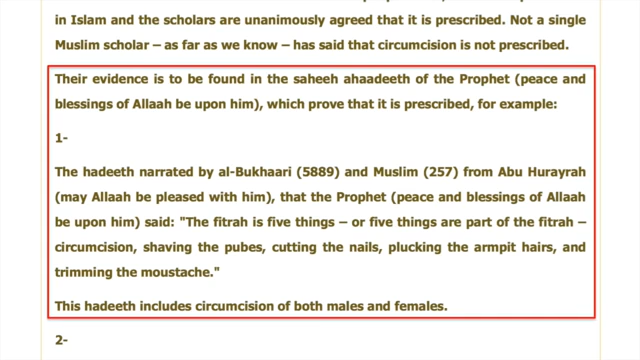 in Islam and the scholars are unanimously agreed that it is prescribed. Not a single
Muslim scholar – as far as we know – has said that circumcision is not prescribed.
Their evidence is to be found in the saheeh ahaadeeth of the Prophet (peace and
blessings of Allaah be upon him), which prove that it is prescribed, for example:
1-
The hadeeth narrated by al-Bukhaari (5889) and Muslim (257) from Abu Hurayrah
(may Allaah be pleased with him), that the Prophet (peace and blessings of Allaah
be upon him) said: "The fitrah is five things – or five things are part of the fitrah –
circumcision, shaving the pubes, cutting the nails, plucking the armpit hairs, and
trimming the moustache."
This hadeeth includes circumcision of both males and females.
2-